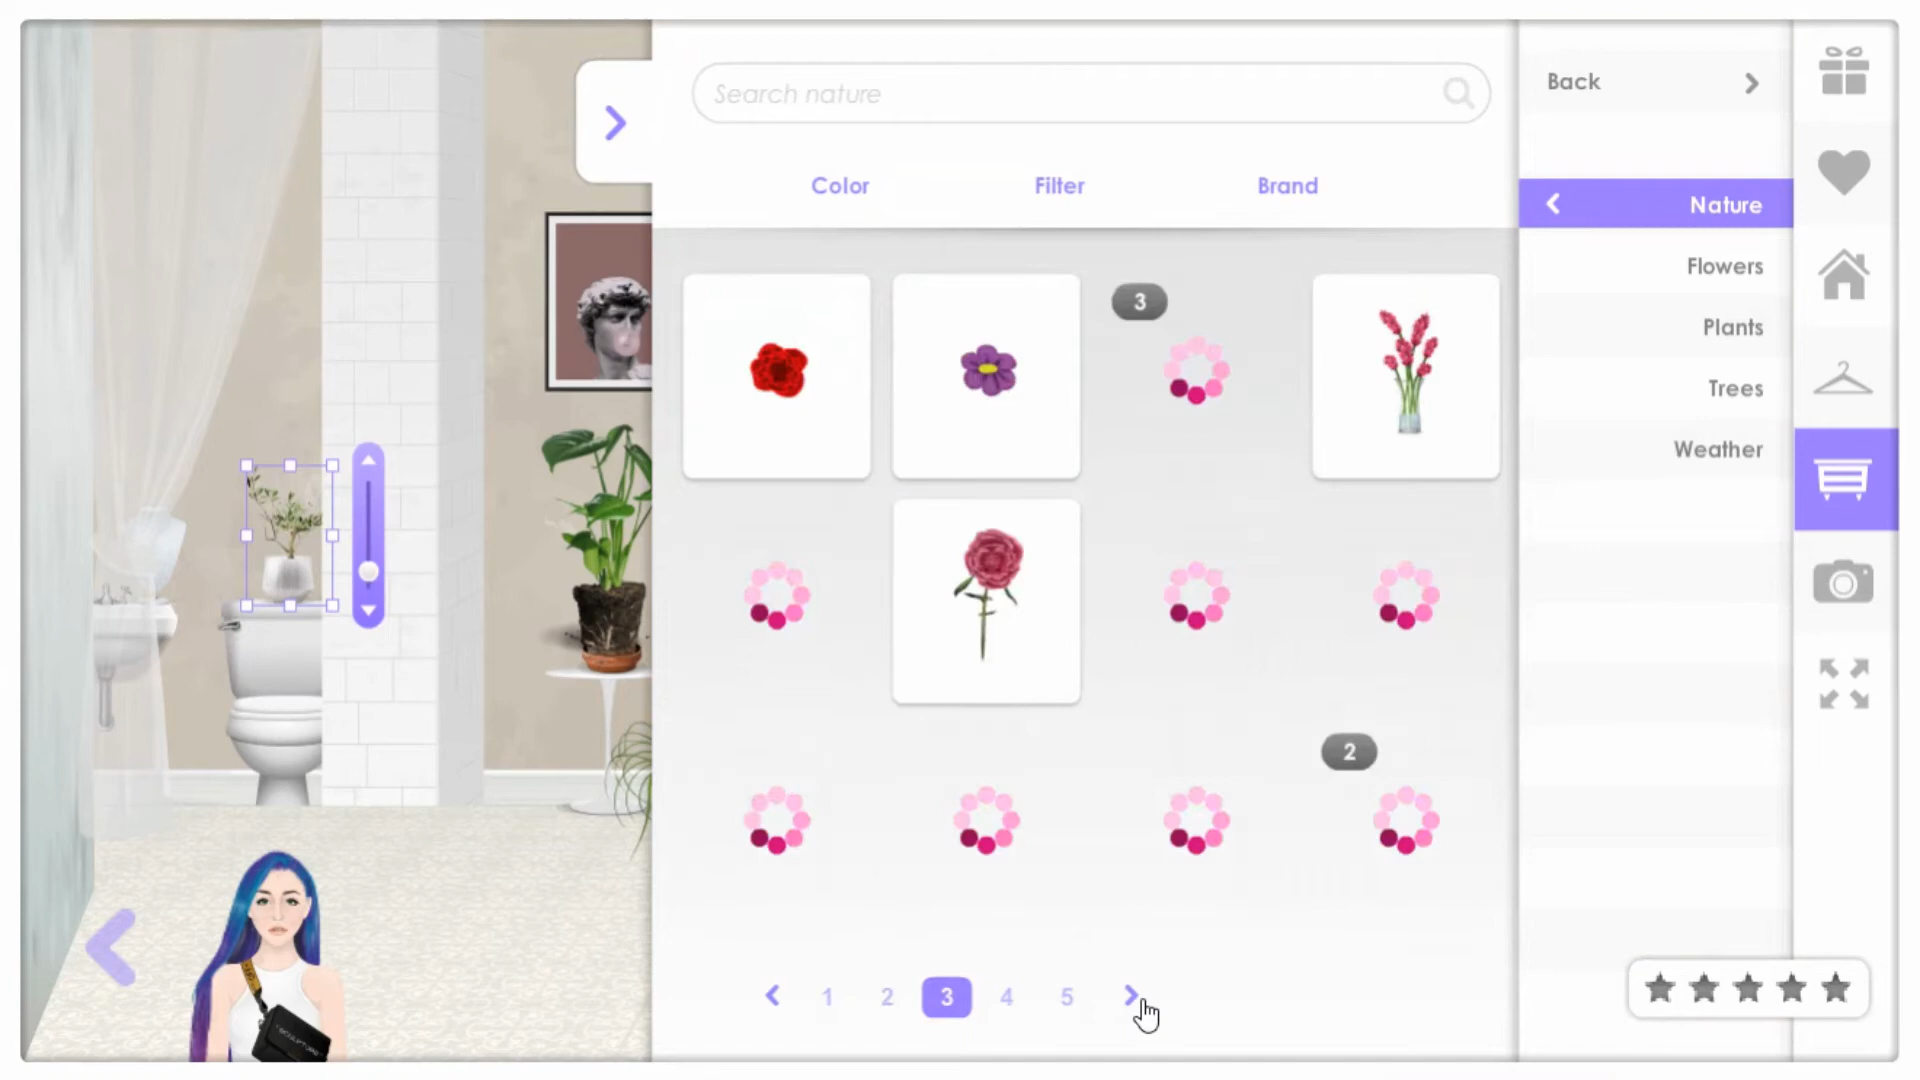 Search nature
Back
Color
Filter
Brand
Nature
Flowers
Plants
Trees
Weather
3
2
1
2
3
4
5